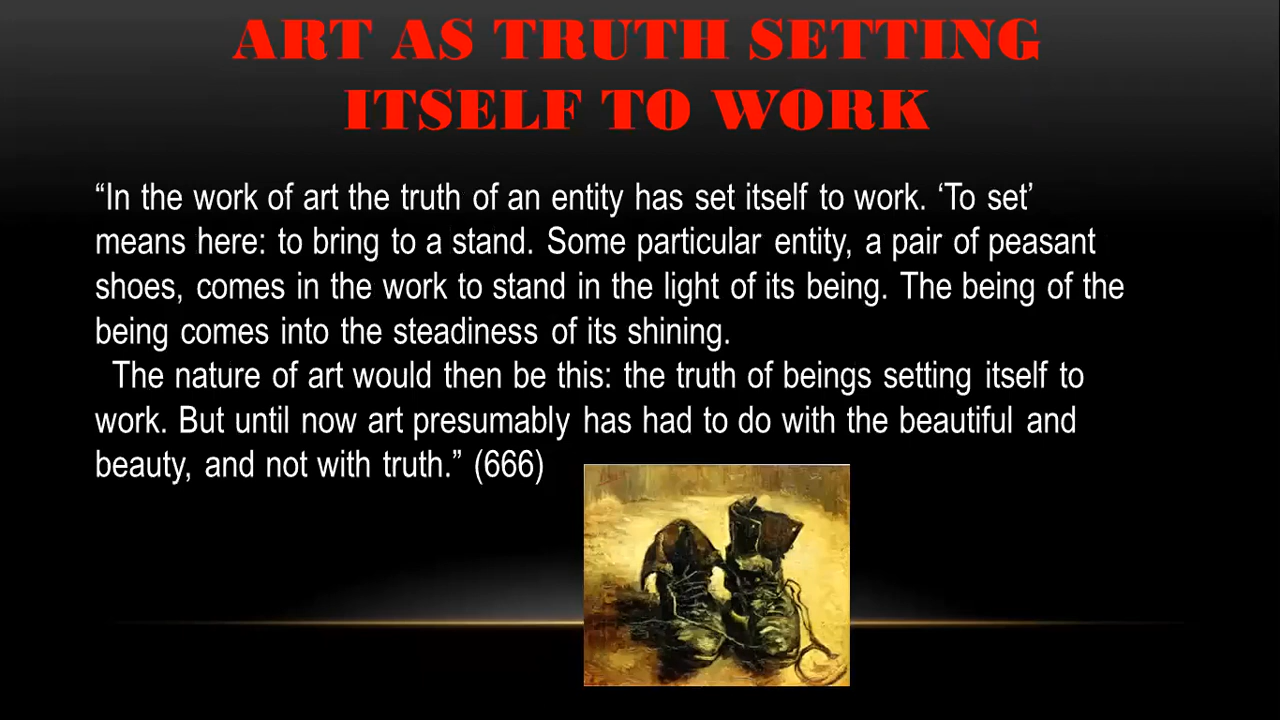 ART AS TRUTH SETTING
ITSELF TO WORK
“In the work of art the truth of an entity has set itself to work. ‘To set’
means here: to bring to a stand. Some particular entity, a pair of peasant
shoes, comes in the work to stand in the light of its being. The being of the
being comes into the steadiness of its shining.
The nature of art would then be this: the truth of beings setting itself to
work. But until now art presumably has had to do with the beautiful and
beauty, and not with truth.” (666)